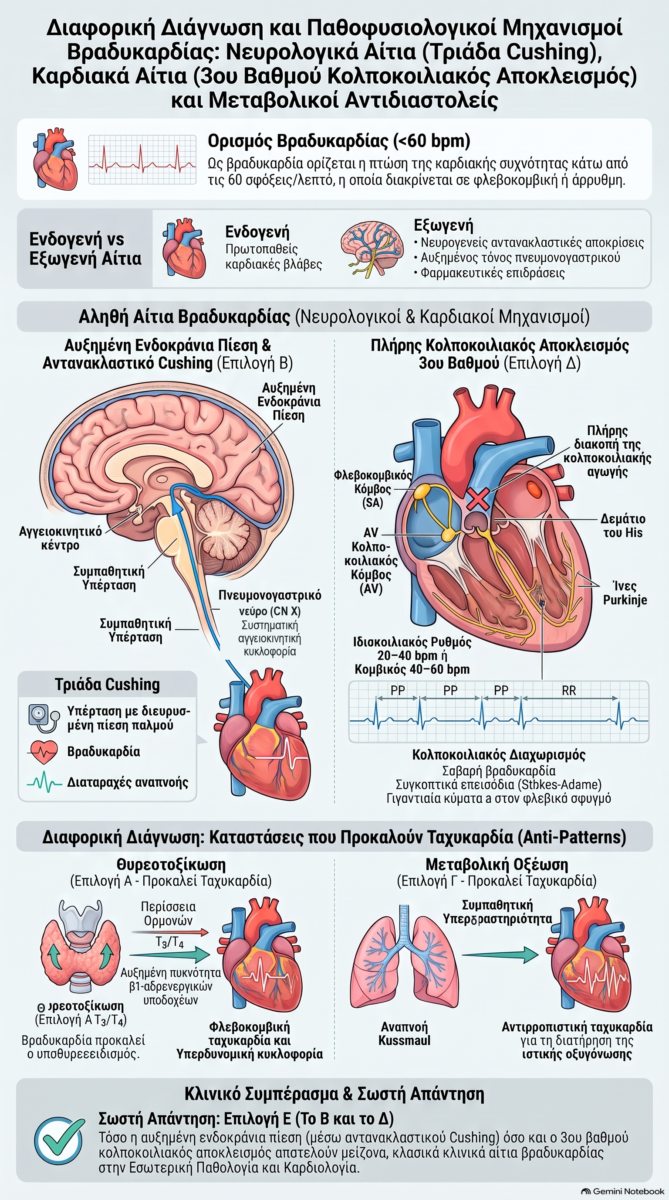 Διαφορική Διάγνωση και Παθοφυσιολογικοί Μηχανισμοί
Βραδυκαρδίας: Νευρολογικά Αίτια (Τριάδα Cushing),
Καρδιακά Αίτια (3ου Βαθμού Κολποκοιλιακός Αποκλεισμός)
και Μεταβολικοί Αντιδιαστολείς
Ορισμός Βραδυκαρδίας (<60 bpm)
Ως βραδυκαρδία ορίζεται η πτώση της καρδιακής συχνότητας κάτω από
τις 60 σφύξεις/λεπτό, η οποία διακρίνεται σε φλεβοκομβική ή άρρυθμη.
Ενδογενή vs
Εξωγενή Αίτια
Ενδογενή
Πρωτοπαθείς
καρδιακές βλάβες
Εξωγενή
• Νευρογενείς αντανακλαστικές αποκρίσεις
• Αυξημένος τόνος πνευμονογαστρικού
• Φαρμακευτικές επιδράσεις
Αληθή Αίτια Βραδυκαρδίας (Νευρολογικοί & Καρδιακοί Μηχανισμοί)
Αυξημένη Ενδοκράνια Πίεση &
Αντανακλαστικό Cushing (Επιλογή Β)
Αυξημένη
Ενδοκράνια
Πίεση
Αγγειοκινητικό
κέντρο
Συμπαθητική
Υπέρταση
Συμπαθητική
Υπέρταση
Πνευμονογαστρικό
νεύρο (CN X)
Συστηματική
αγγειοκινητική
κυκλοφορία
Τριάδα Cushing
Υπέρταση με διευρυσ-
μένη πίεση παλμού
Βραδυκαρδία
Διαταραχές αναπνοής
Πλήρης Κολποκοιλιακός Αποκλεισμός
3ου Βαθμού (Επιλογή Δ)
Πλήρης
διακοπή της
κολποκοιλιακής
αγωγής
Φλεβοκομβικός
Κόμβος
(SA)
AV
Κολπο-
κοιλιακός
Κόμβος
(AV)
Δεμάτιο
του His
Ίνες
Purkinje
Ιδισκοιλιακός Ρυθμός
20–40 bpm ή
Κομβικός 40–60 bpm
PP
PP
PP
RR
Κολποκοιλιακός Διαχωρισμός
Σαβαρή βραδυκαρδία
Συγκοπτικά επεισόδια (Sthkes-Adame)
Γιγαντιαία κύματα a στον φλεβικά σφυγμό
Διαφορική Διάγνωση: Καταστάσεις που Προκαλούν Ταχυκαρδία (Anti-Patterns)
Θυρεοτοξίκωση
(Επιλογή Α - Προκαλεί Ταχυκαρδία)
Περίσσεια
Ορμονών
T3/T4
Αυξημένη πυκνότητα
β1-αδρενεργικών
υποδοχέων
(Επιλογή Α T3/T4)
Βραδυκαρδία προκαλεί
Φλεβοκομβική
ταχυκαρδία και
Υπερδυναμική κυκλοφορία
Μεταβολική Οξέωση
(Επιλογή Γ - Προκαλεί Ταχυκαρδία)
Συμπαθητική
Αναπνοή
Kussmaul
Αντιρροπιστική ταχυκαρδία
για τη διατήρηση της
ιστικής οξυγόνωσης
Κλινικό Συμπέρασμα & Σωστή Απάντηση
Σωστή Απάντηση: Επιλογή Ε (Το Β και το Δ)
Τόσο η αυξημένη ενδοκράνια πίεση (μέσω αντανακλαστικού Cushing) όσο και ο 3ου βαθμού
κολποκοιλιακός αποκλεισμός αποτελούν μείζονα, κλασικά κλινικά αίτια βραδυκαρδίας
στην Εσωτερική Παθολογία και Καρδιολογία.
Gemini Notebook